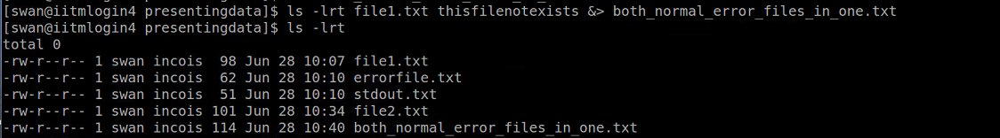 [swan@iitmlogin4 presentingdata]$ ls -lrt file1.txt thisfilenotexists &> both_normal_error_files_in_one.txt
[swan@iitmlogin4 presentingdata]$ ls -lrt
total 0
-rw-r--r-- 1 swan incois  98 Jun 28 10:07 file1.txt
-rw-r--r-- 1 swan incois  62 Jun 28 10:10 errorfile.txt
-rw-r--r-- 1 swan incois  51 Jun 28 10:10 stdout.txt
-rw-r--r-- 1 swan incois 101 Jun 28 10:34 file2.txt
-rw-r--r-- 1 swan incois 114 Jun 28 10:40 both_normal_error_files_in_one.txt